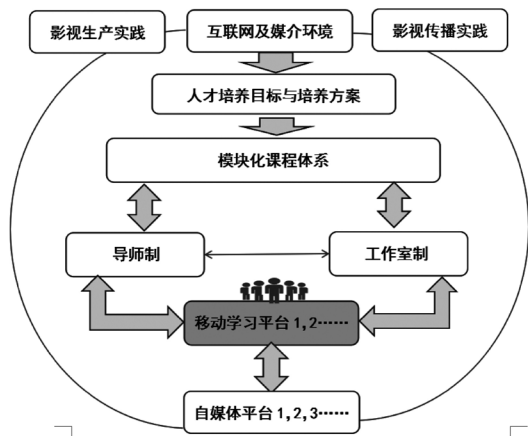 影视生产实践
互联网及媒介环境
影视传播实践
人才培养目标与培养方案
模块化课程体系
导师制
工作室制
移动学习平台 1,2……
自媒体平台 1,2,3……